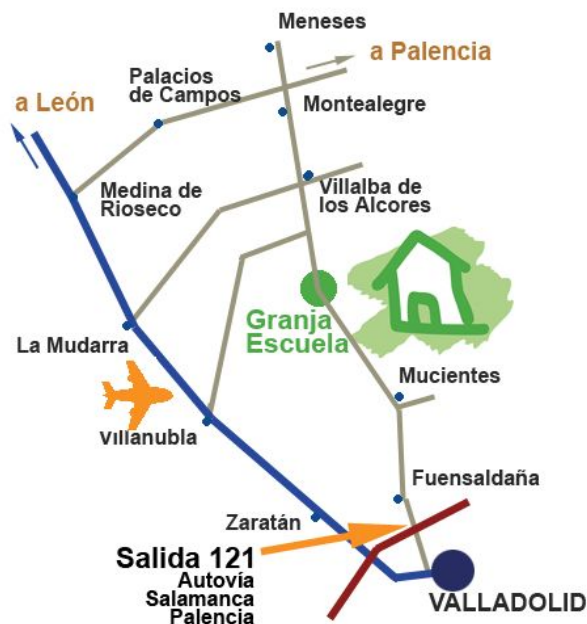 Meneses
a Palencia
Palacios
de Campos
a León
Montealegre
Medina de
Rioseco
Villalba de
los Alcores
Granja
Escuela
La Mudarra
Mucientes
Villanubla
Fuensaldaña
Zaratán
Salida 121
Autovía
Salamanca
Palencia
VALLADOLID